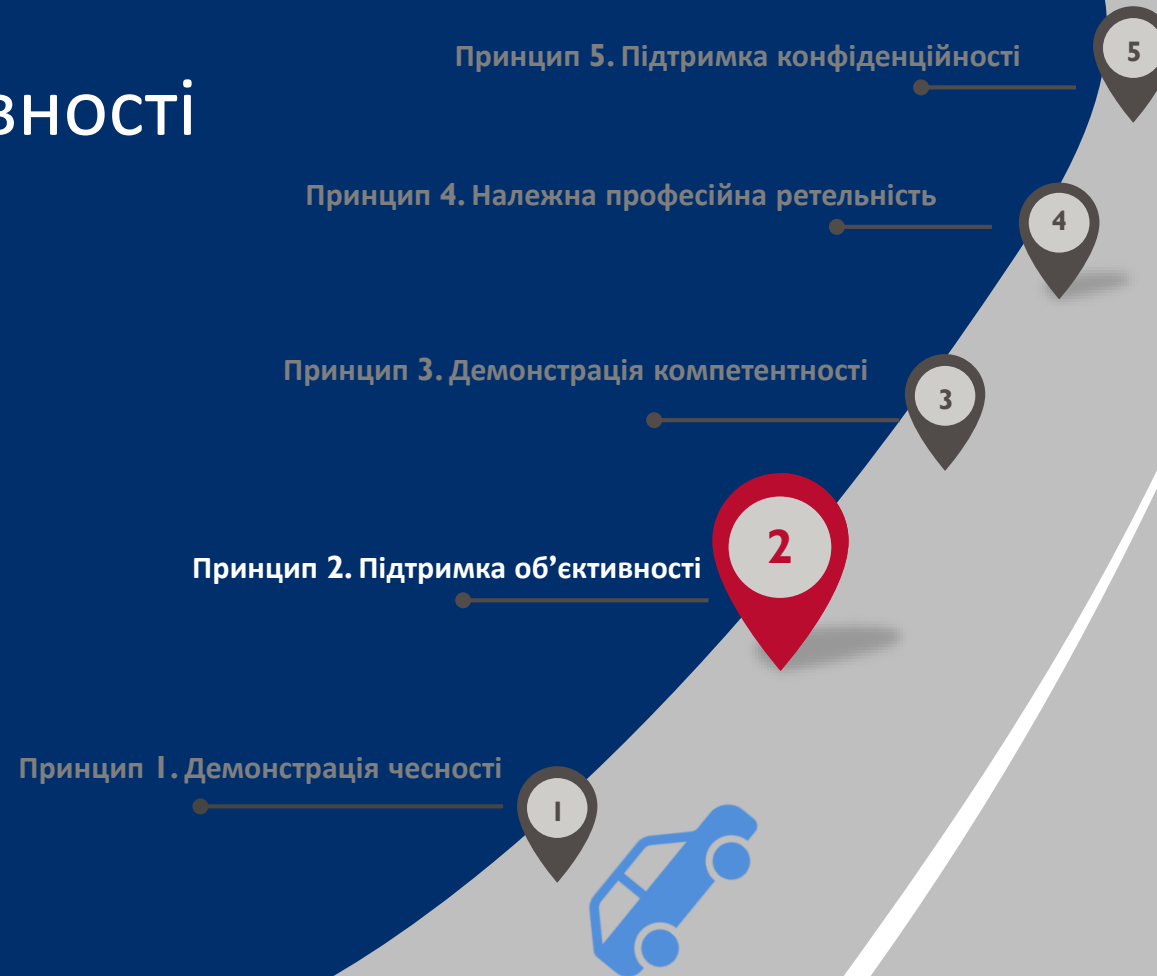 Принцип 5. Підтримка конфіденційності
5
вності
Принцип 4. Належна професійна ретельність
4
Принцип 3. Демонстрація компетентності
3
Принцип 2. Підтримка об’єктивності
2
Принцип 1. Демонстрація чесності
1